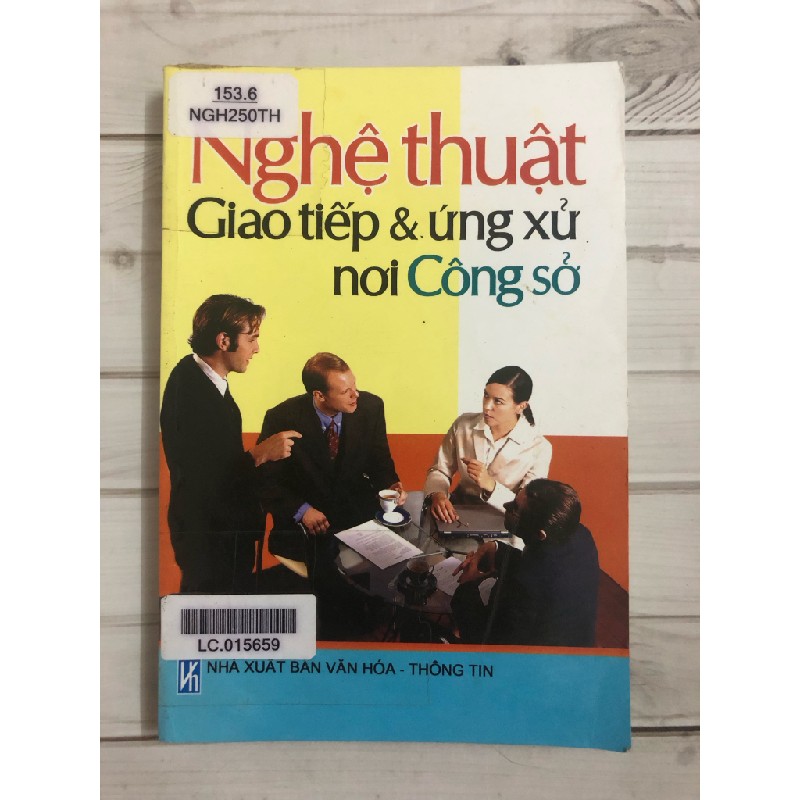 153.6
NGH250TH
Nghệ thuật
Giao tiếp & ứng xử
nơi Công sở
LC.015659
NHÀ XUẤT BẢN VĂN HÓA - THÔNG TIN